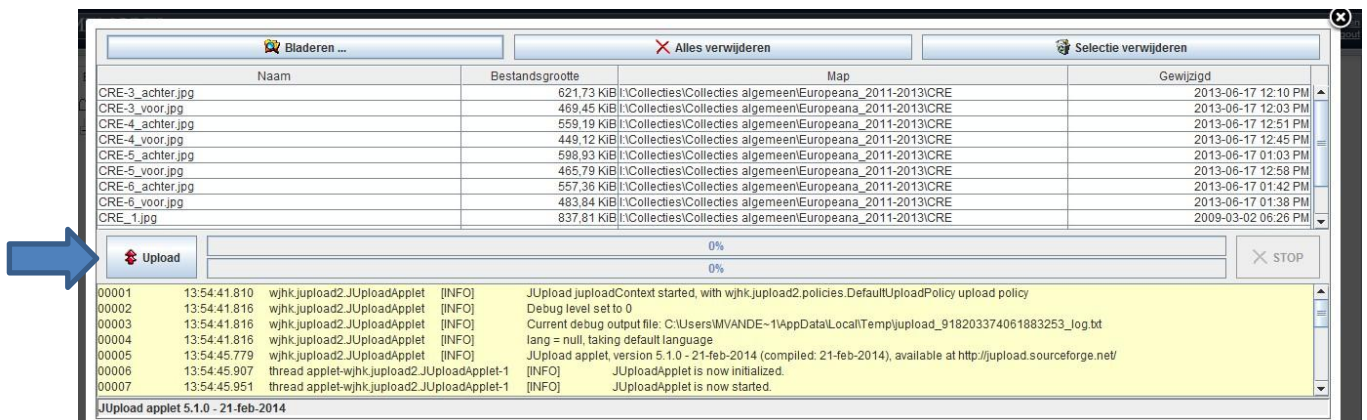 Bladeren ... Alles verwijderen Selectie verwijderen
Naam Bestandsgrootte Map Gewijzigd
CRE-3_achter.jpg 621,73 KiB I:\Collecties\Collecties algemeen\Europeana_2011-2013\CRE 2013-06-17 12:10 PM
CRE-3_voor.jpg 469,45 KiB I:\Collecties\Collecties algemeen\Europeana_2011-2013\CRE 2013-06-17 12:03 PM
CRE-4_achter.jpg 559,19 KiB I:\Collecties\Collecties algemeen\Europeana_2011-2013\CRE 2013-06-17 12:51 PM
CRE-4_voor.jpg 449,12 KiB I:\Collecties\Collecties algemeen\Europeana_2011-2013\CRE 2013-06-17 12:45 PM
CRE-5_achter.jpg 598,93 KiB I:\Collecties\Collecties algemeen\Europeana_2011-2013\CRE 2013-06-17 01:03 PM
CRE-5_voor.jpg 465,79 KiB I:\Collecties\Collecties algemeen\Europeana_2011-2013\CRE 2013-06-17 12:58 PM
CRE-6_achter.jpg 557,36 KiB I:\Collecties\Collecties algemeen\Europeana_2011-2013\CRE 2013-06-17 01:42 PM
CRE-6_voor.jpg 483,84 KiB I:\Collecties\Collecties algemeen\Europeana_2011-2013\CRE 2013-06-17 01:38 PM
CRE_1.jpg 837,81 KiB I:\Collecties\Collecties algemeen\Europeana_2011-2013\CRE 2009-03-02 06:26 PM
0%
Upload STOP
0%
00001 13:54:41.810 wjhk.jupload2.JUploadApplet [INFO] JUpload juploadContext started, with wjhk.jupload2.policies.DefaultUploadPolicy upload policy
00002 13:54:41.816 wjhk.jupload2.JUploadApplet [INFO] Debug level set to 0
00003 13:54:41.816 wjhk.jupload2.JUploadApplet [INFO] Current debug output file: C:\Users\MVANDE~1\AppData\Local\Temp\jupload_918203374061883253_log.txt
00004 13:54:41.816 wjhk.jupload2.JUploadApplet [INFO] lang = null, taking default language
00005 13:54:45.779 wjhk.jupload2.JUploadApplet [INFO] JUpload applet, version 5.1.0 - 21-feb-2014 (compiled: 21-feb-2014), available at http://jupload.sourceforge.net/
00006 13:54:45.907 thread applet-wjhk.jupload2.JUploadApplet-1 [INFO] JUploadApplet is now initialized.
00007 13:54:45.951 thread applet-wjhk.jupload2.JUploadApplet-1 [INFO] JUploadApplet is now started.
JUpload applet 5.1.0 - 21-feb-2014